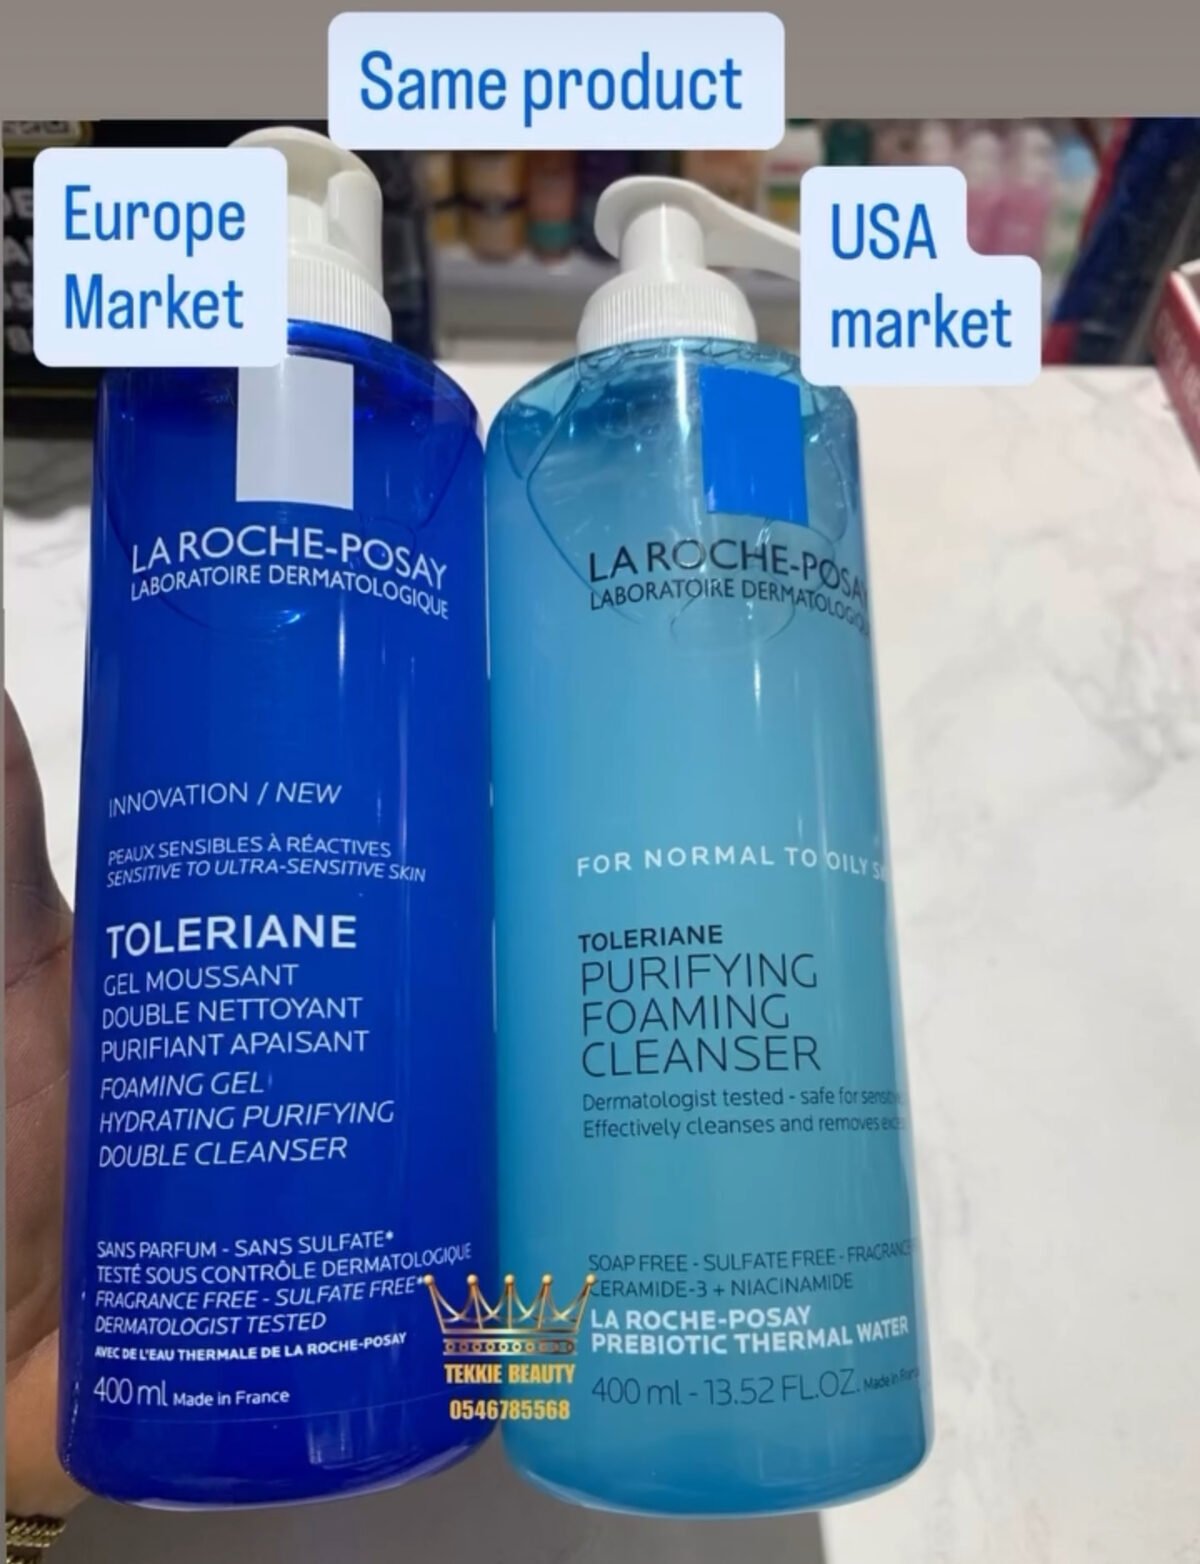 Same product
Europe
Market
USA
market
LA ROCHE-POSAY
LABORATOIRE DERMATOLOGIQUE
INNOVATION / NEW
PEAUX SENSIBLES À RÉACTIVES
SENSITIVE TO ULTRA-SENSITIVE SKIN
TOLERIANE
GEL MOUSSANT
DOUBLE NETTOYANT
PURIFIANT APAISANT
FOAMING GEL
HYDRATING PURIFYING
DOUBLE CLEANSER
SANS PARFUM - SANS SULFATE*
TESTÉ SOUS CONTRÔLE DERMATOLOGIQUE
FRAGRANCE FREE - SULFATE FREE*
DERMATOLOGIST TESTED
AVEC DE L'EAU THERMALE DE LA ROCHE-POSAY
400 ml Made in France
LA ROCHE-POSAY
LABORATOIRE
FOR NORMAL TO OILY
TOLERIANE
PURIFYING
FOAMING
CLEANSER
Dermatologist tested - safe for
Effectively cleanses and removes
SOAP FREE - SULFATE FREE - FRAGRANCE
CERAMIDE-3 + NIACINAMIDE
LA ROCHE-POSAY
PREBIOTIC THERMAL WATER
400 ml - 13.52 FL.OZ. Made in
TEKKIE BEAUTY
0546785568